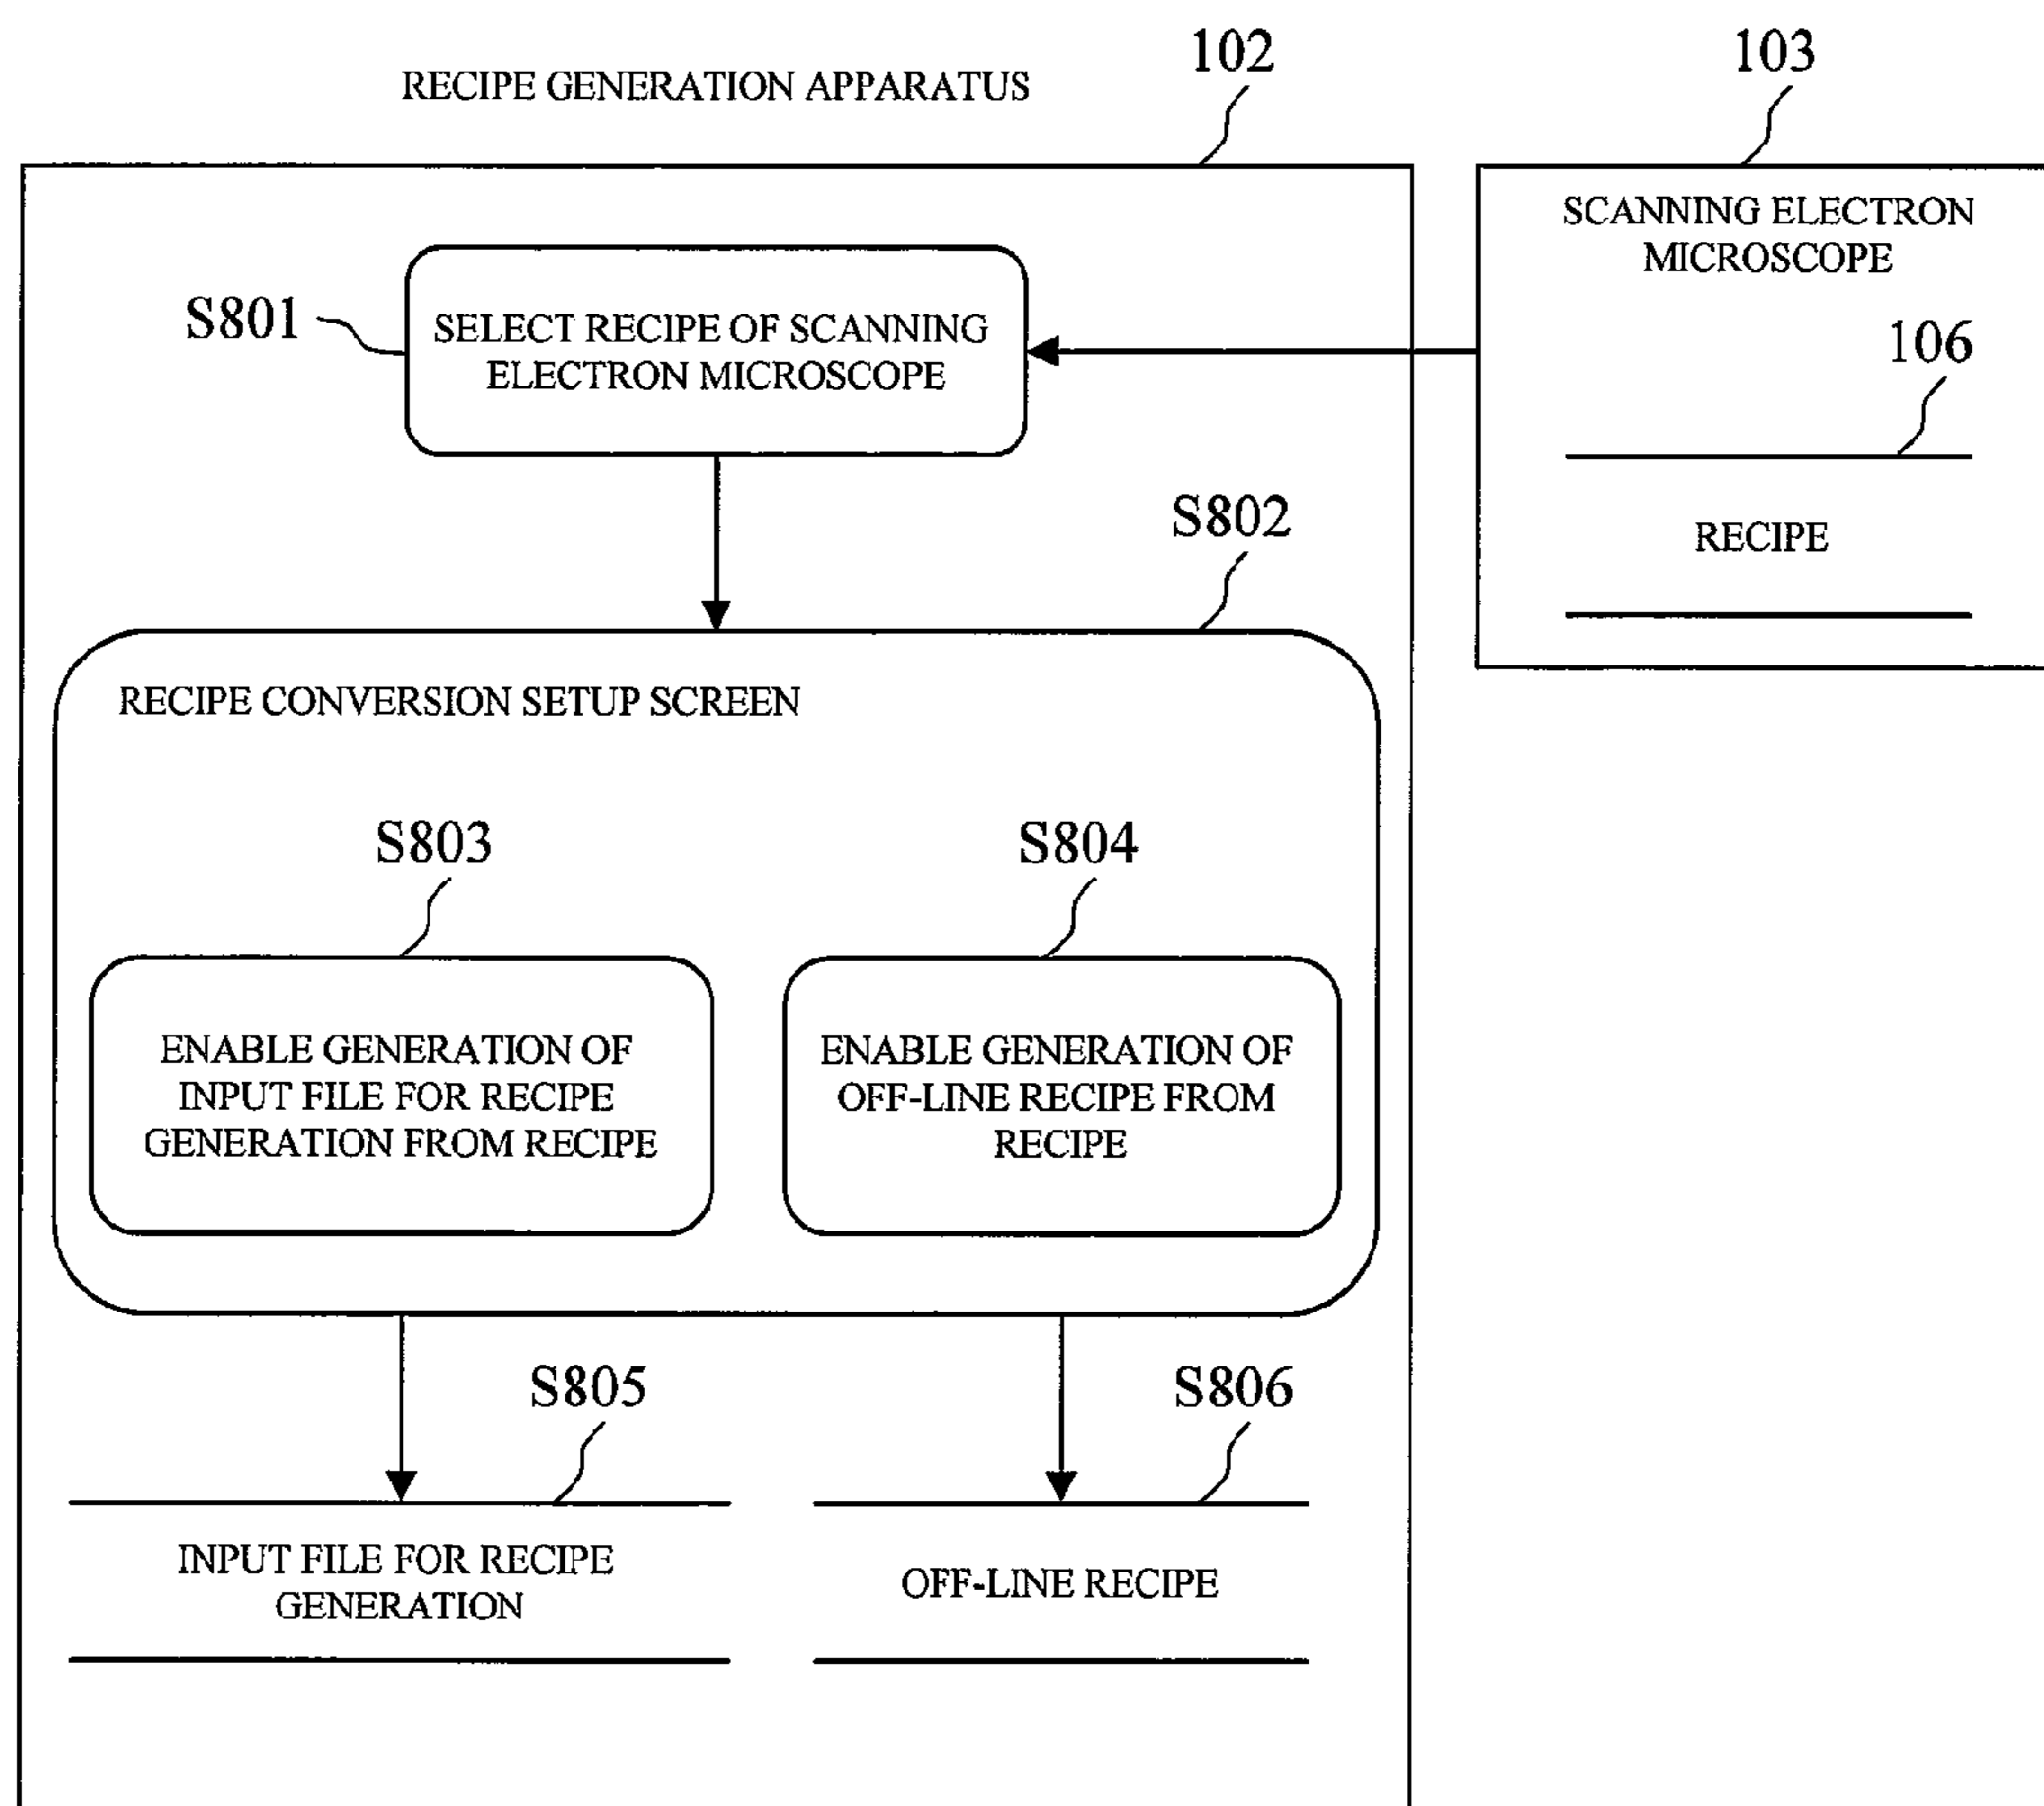 102
103
RECIPE GENERATION APPARATUS
SCANNING ELECTRON
MICROSCOPE
S801
SELECT RECIPE OF SCANNING
ELECTRON MICROSCOPE
106
S802
RECIPE
RECIPE CONVERSION SETUP SCREEN
S803
S804
ENABLE GENERATION OF
INPUT FILE FOR RECIPE
GENERATION FROM RECIPE
ENABLE GENERATION OF
OFF-LINE RECIPE FROM
RECIPE
S805
S806
INPUT FILE FOR RECIPE
GENERATION
OFF-LINE RECIPE